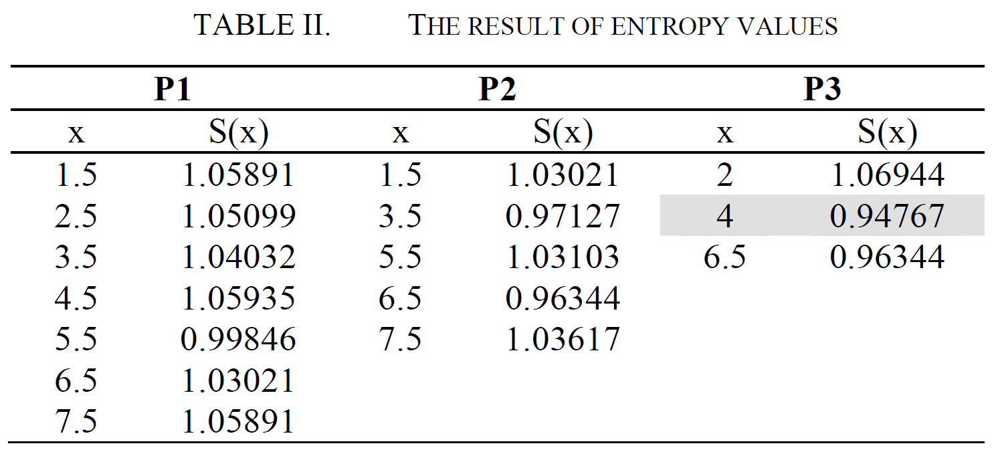 TABLE II. THE RESULT OF ENTROPY VALUES
P1 P2 P3
x S(x) x S(x) x S(x)
1.5 1.05891 1.5 1.03021 2 1.06944
2.5 1.05099 3.5 0.97127 4 0.94767
3.5 1.04032 5.5 1.03103 6.5 0.96344
4.5 1.05935 6.5 0.96344
5.5 0.99846 7.5 1.03617
6.5 1.03021
7.5 1.05891